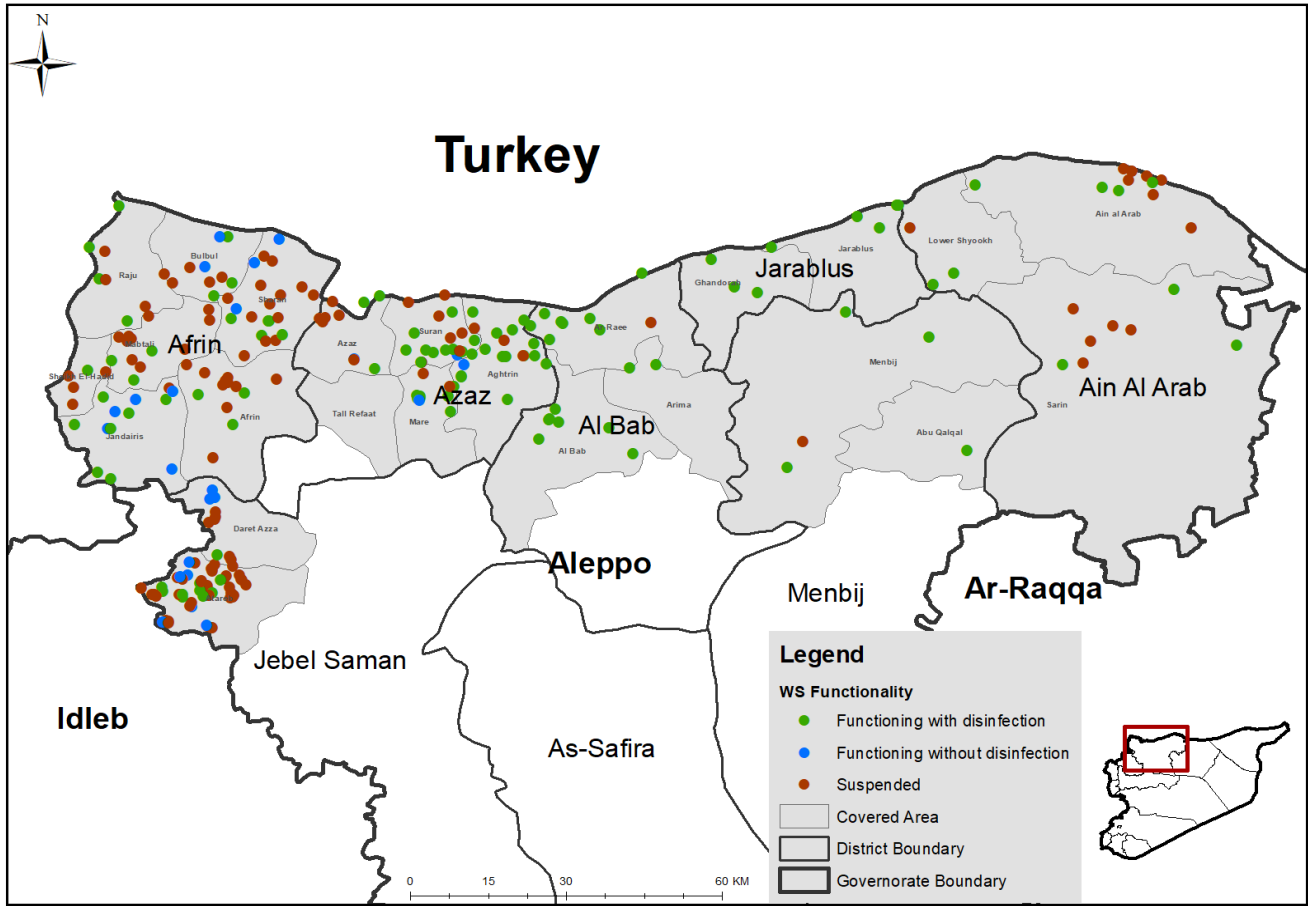 N
Turkey
Ain al Arab
Lower Shyookh
Jarablus
Bulbul
Jarablus
Raju
Ghandorah
Sharan
Suran
Ar-Raee
Azaz
Afrin
Menbij
Sheikh El-Hadid
Aghtrin
Ain Al Arab
Azaz
Arima
Sarin
Tall Refaat
Afrin
Mare
Al Bab
Abu Qalqal
Jandairis
Al Bab
Daret Azza
Aleppo
Menbij
Ar-Raqqa
Jebel Saman
Idleb
As-Safira
Legend
WS Functionality
Functioning with disinfection
Functioning without disinfection
Suspended
Covered Area
District Boundary
Governorate Boundary
0 15 30 60 KM